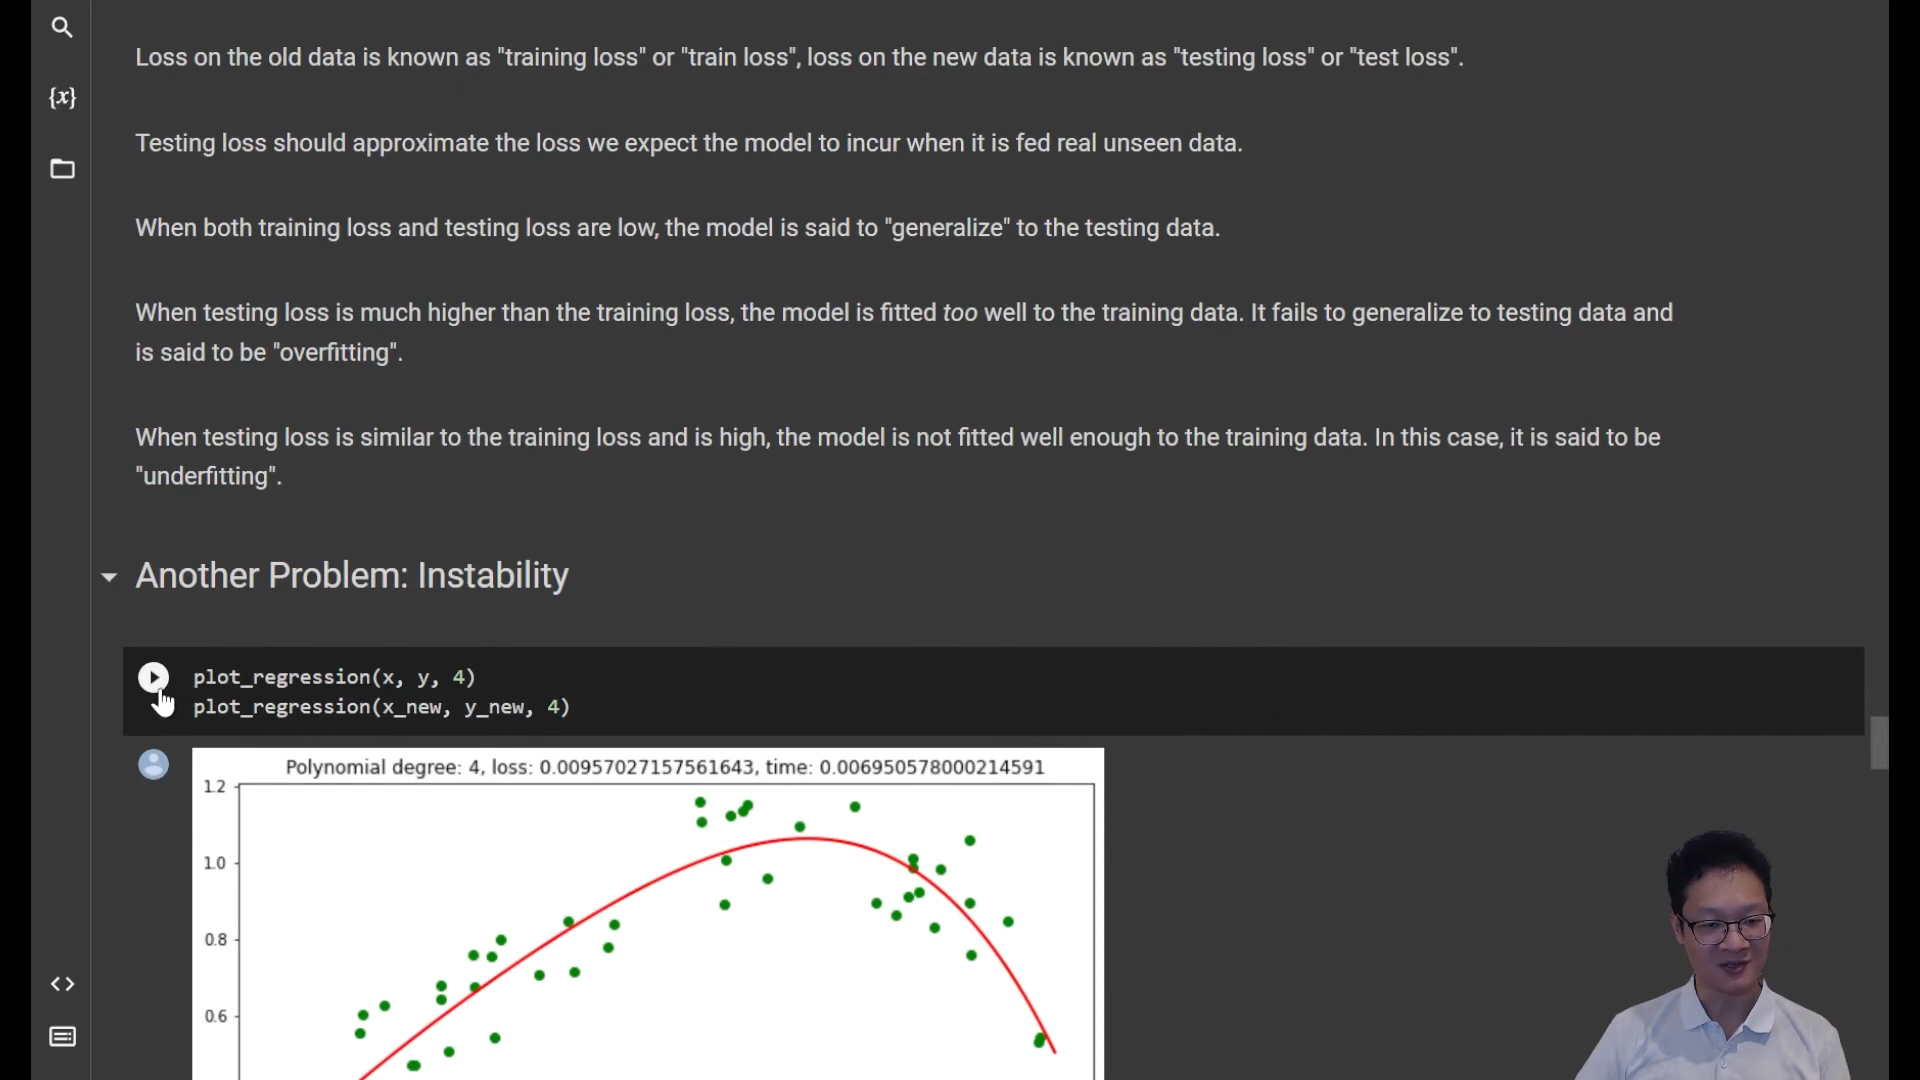 Loss on the old data is known as "training loss" or "train loss", loss on the new data is known as "testing loss" or "test loss".
{x}
Testing loss should approximate the loss we expect the model to incur when it is fed real unseen data.
When both training loss and testing loss are low, the model is said to "generalize" to the testing data.
When testing loss is much higher than the training loss, the model is fitted too well to the training data. It fails to generalize to testing data and
is said to be "overfitting".
When testing loss is similar to the training loss and is high, the model is not fitted well enough to the training data. In this case, it is said to be
"underfitting".
Another Problem: Instability
plot_regression(x, y, 4)
plot_regression(x_new, y_new, 4)
Polynomial degree: 4, loss: 0.00957027157561643, time: 0.006950578000214591
1.2
1.0
0.8
0.6